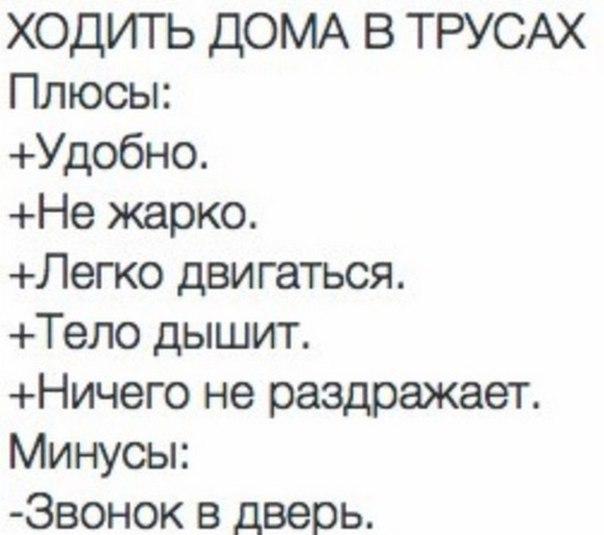 ХОДИТЬ ДОМА В ТРУСАХ
Плюсы:
+Удобно.
+Не жарко.
+Легко двигаться.
+Тело дышит.
+Ничего не раздражает.
Минусы:
-Звонок в дверь.